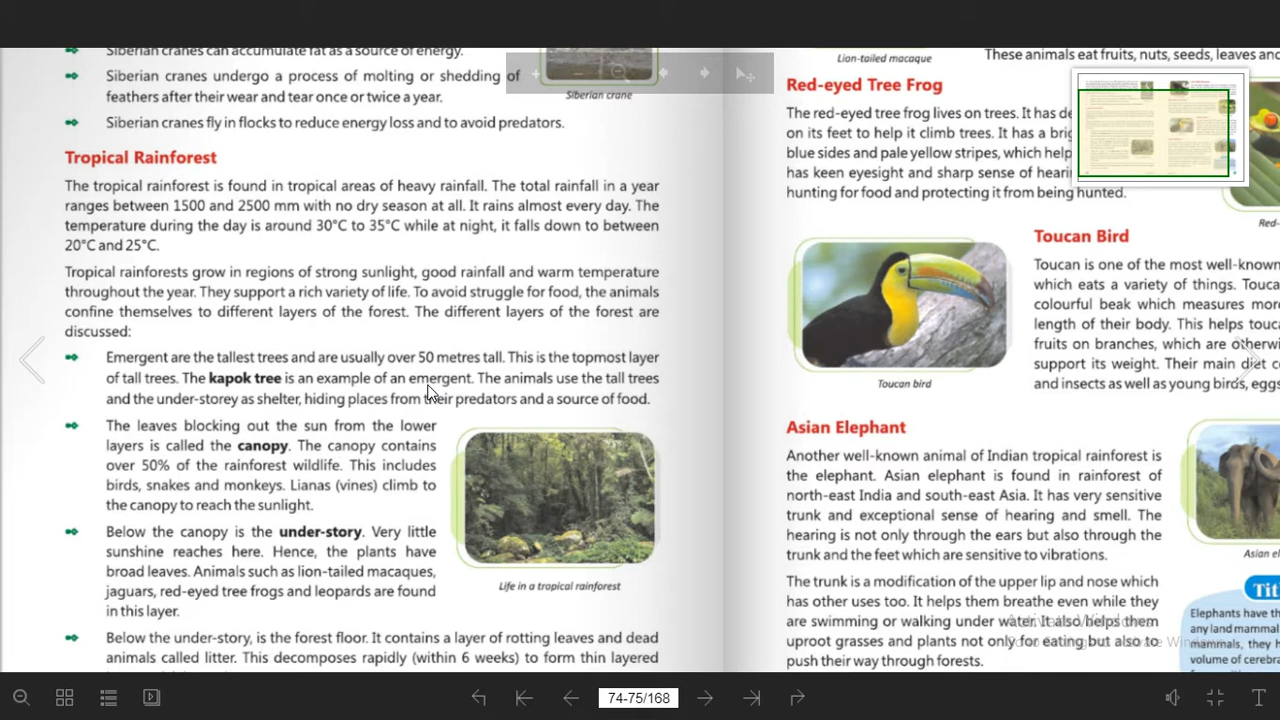 Siberian cranes can accumulate fat as a source of energy.
Siberian cranes undergo a process of molting or shedding of
feathers after their wear and tear once or twice a year.
Siberian crane
Siberian cranes fly in flocks to reduce energy loss and to avoid predators.
Tropical Rainforest
The tropical rainforest is found in tropical areas of heavy rainfall. The total rainfall in a year
ranges between 1500 and 2500 mm with no dry season at all. It rains almost every day. The
temperature during the day is around 30°C to 35°C while at night, it falls down to between
20°C and 25°C.
Tropical rainforests grow in regions of strong sunlight, good rainfall and warm temperature
throughout the year. They support a rich variety of life. To avoid struggle for food, the animals
confine themselves to different layers of the forest. The different layers of the forest are
discussed:
Emergent are the tallest trees and are usually over 50 metres tall. This is the topmost layer
of tall trees. The kapok tree is an example of an emergent. The animals use the tall trees
and the under-storey as shelter, hiding places from their predators and a source of food.
The leaves blocking out the sun from the lower
layers is called the canopy. The canopy contains
over 50% of the rainforest wildlife. This includes
birds, snakes and monkeys. Lianas (vines) climb to
the canopy to reach the sunlight.
Below the canopy is the under-story. Very little
sunshine reaches here. Hence, the plants have
broad leaves. Animals such as lion-tailed macaques,
jaguars, red-eyed tree frogs and leopards are found
in this layer.
Life in a tropical rainforest
Below the under-story, is the forest floor. It contains a layer of rotting leaves and dead
animals called litter. This decomposes rapidly (within 6 weeks) to form thin layered
Lion-tailed macaque
These animals eat fruits, nuts, seeds, leaves and
Red-eyed Tree Frog
The red-eyed tree frog lives on trees. It has
on its feet to help it climb trees. It has a
blue sides and pale yellow stripes, which help
has keen eyesight and sharp sense of
hunting for food and protecting it from being hunted.
Red-
Toucan Bird
Toucan is one of the most well-known
which eats a variety of things.
colourful beak which measures
length of their body. This helps
fruits on branches, which are
support its weight. Their main diet
and insects as well as young birds,
Toucan bird
Asian Elephant
Another well-known animal of Indian tropical rainforest is
the elephant. Asian elephant is found in rainforest of
north-east India and south-east Asia. It has very sensitive
trunk and exceptional sense of hearing and smell. The
hearing is not only through the ears but also through the
trunk and the feet which are sensitive to vibrations.
Asian
The trunk is a modification of the upper lip and nose which
has other uses too. It helps them breathe even while they
are swimming or walking under water. It also helps them
uproot grasses and plants not only for eating but also to
push their way through forests.
Elephants have
any land mammal
mammals, they
volume of
Activate Windows
74-75/168
T